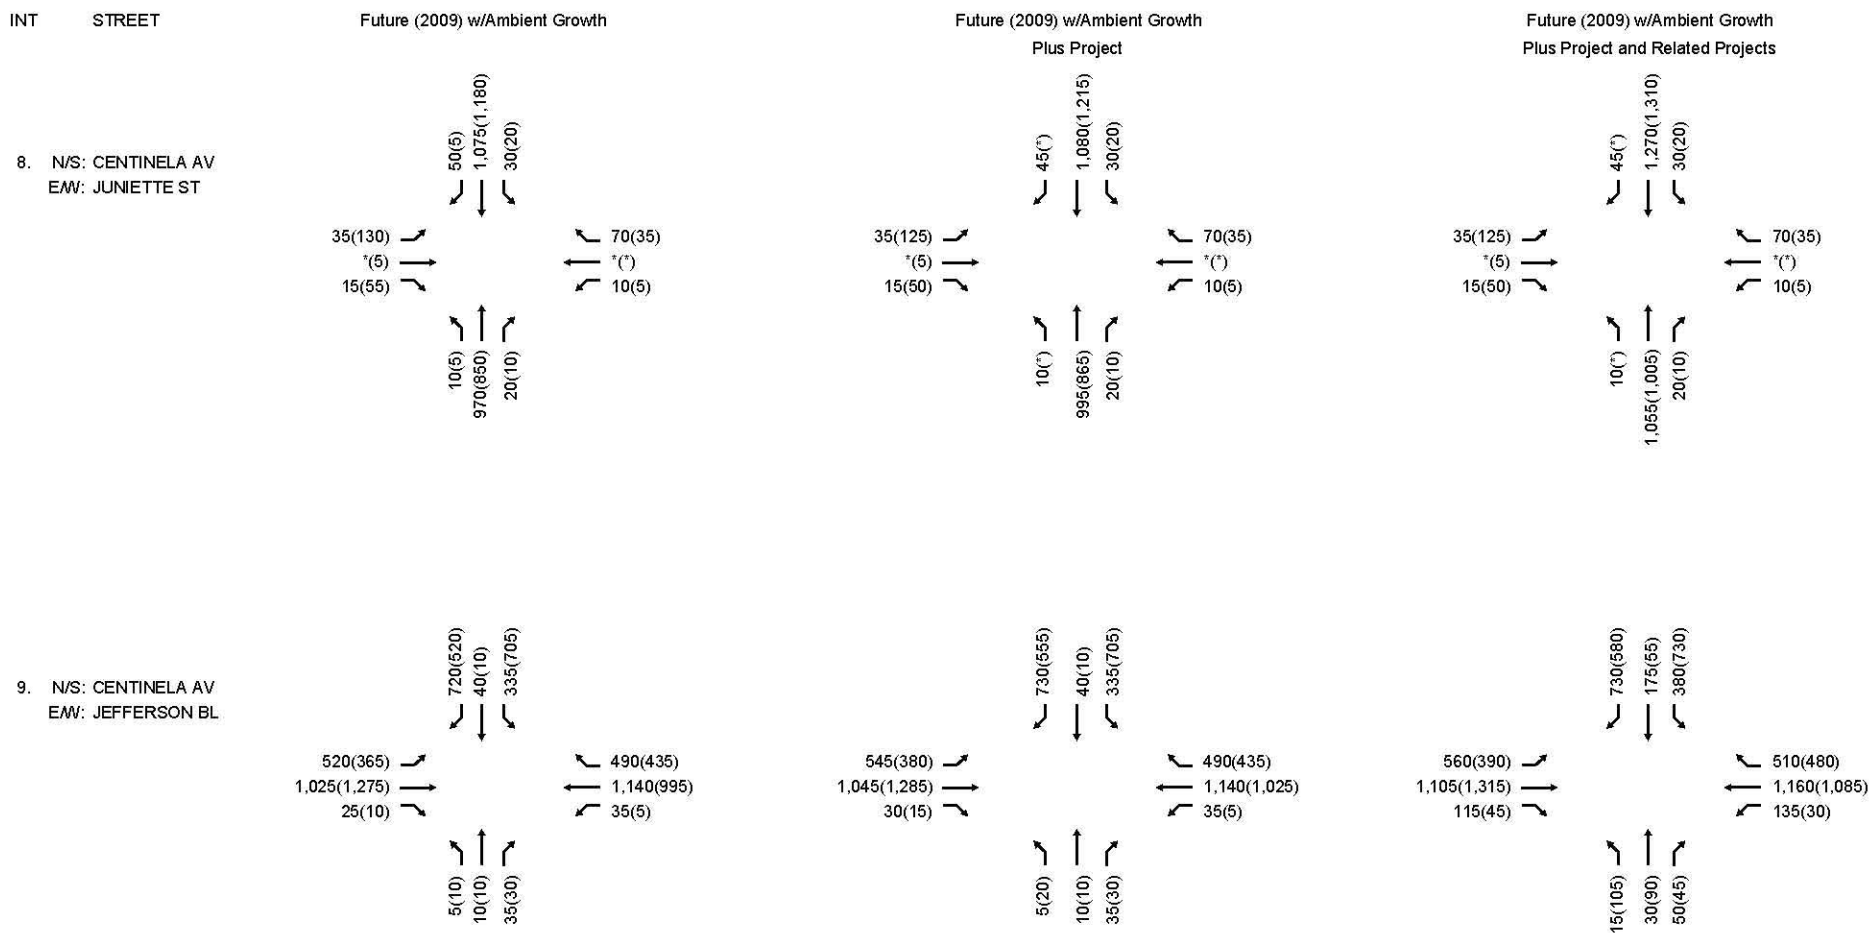 INT STREET Future (2009) w/Ambient Growth Future (2009) w/Ambient Growth Future (2009) w/Ambient Growth
Plus Project Plus Project and Related Projects
8. N/S: CENTINELA AV
E/W: JUNIETTE ST
50(5) 1,075(1,180) 30(20)
35(130) 70(35)
*(5) *(*)
15(55) 10(5)
10(5) 970(850) 20(10)
45(*) 1,080(1,215) 30(20)
35(125) 70(35)
*(5) *(*)
15(50) 10(5)
10(*) 995(865) 20(10)
45(*) 1,270(1,310) 30(20)
35(125) 70(35)
*(5) *(*)
15(50) 10(5)
10(*) 1,055(1,005) 20(10)
9. N/S: CENTINELA AV
E/W: JEFFERSON BL
720(520) 40(10) 335(705)
520(365) 490(435)
1,025(1,275) 1,140(995)
25(10) 35(5)
5(10) 10(10) 35(30)
730(555) 40(10) 335(705)
545(380) 490(435)
1,045(1,285) 1,140(1,025)
30(15) 35(5)
5(20) 10(10) 35(30)
730(580) 175(55) 380(730)
560(390) 510(480)
1,105(1,315) 1,160(1,085)
115(45) 135(30)
15(105) 30(90) 50(45)